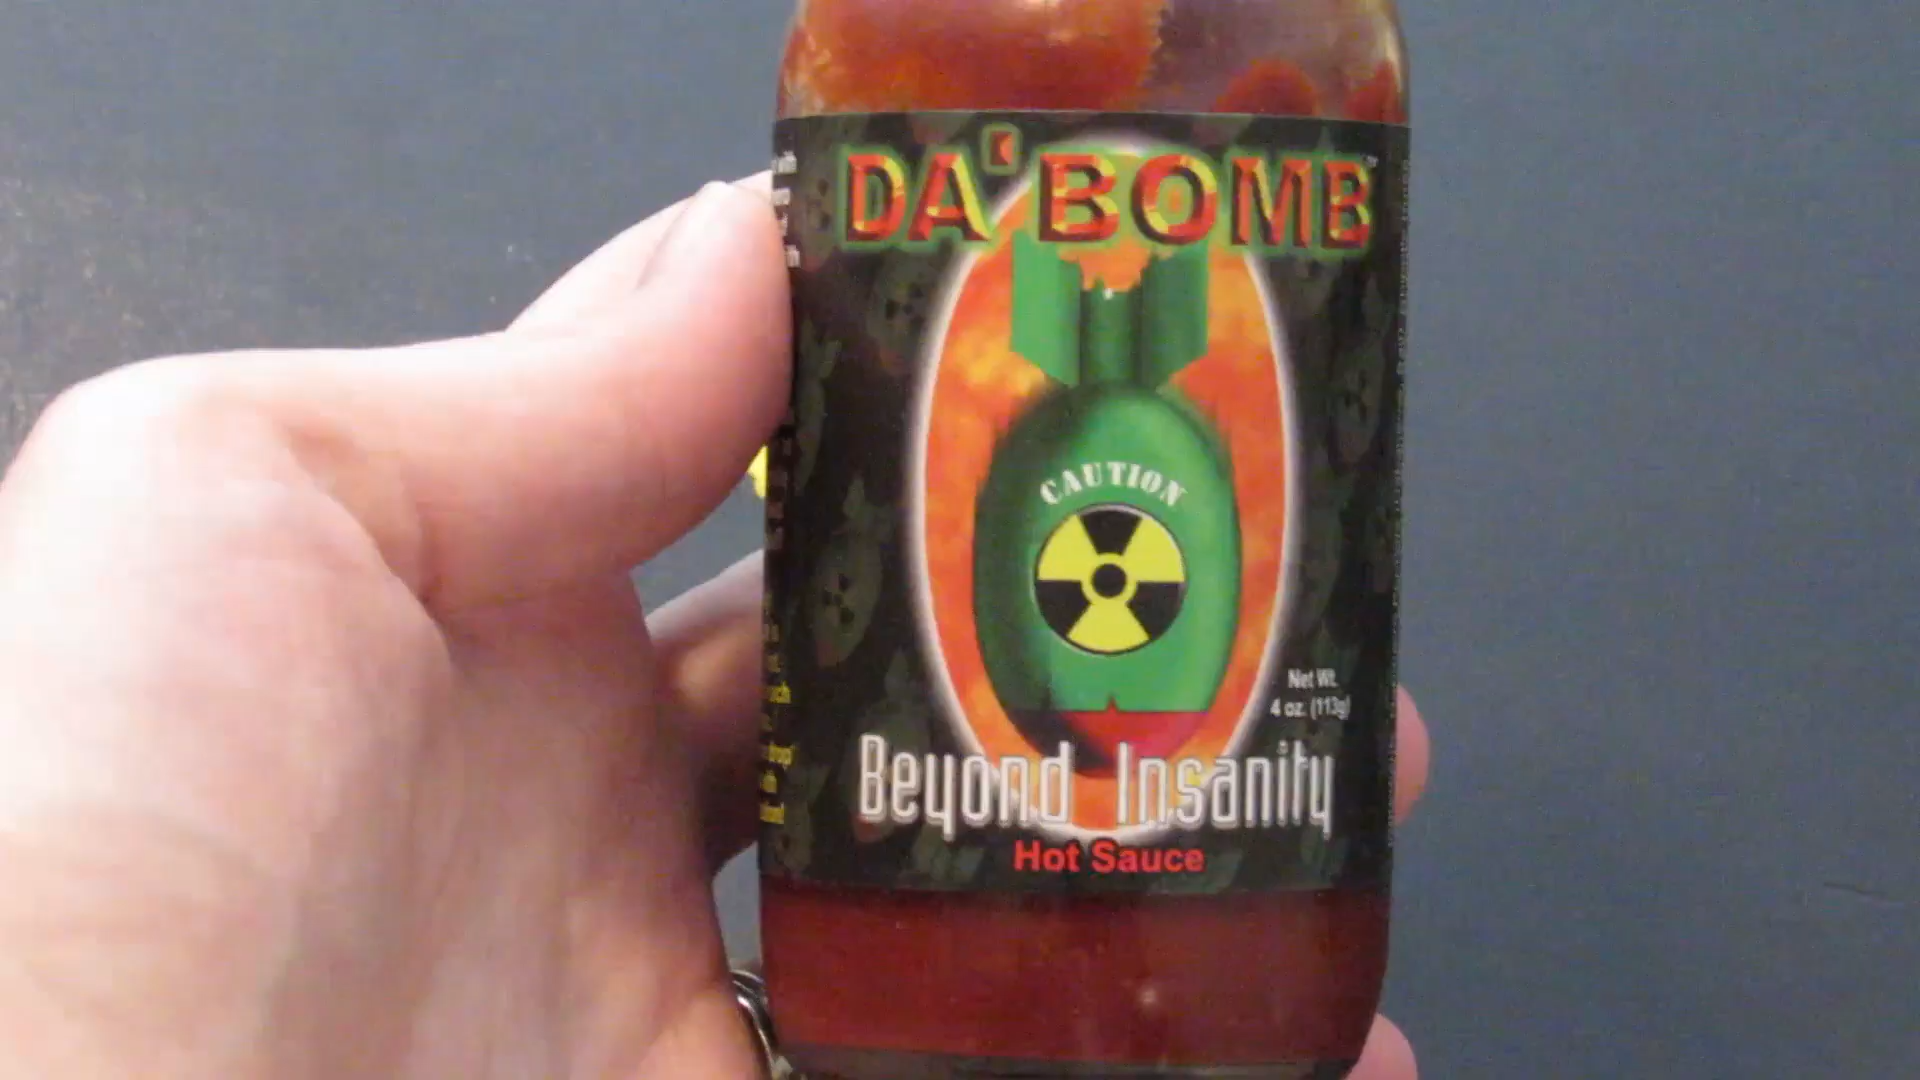 DA' BOMB
CAUTION
Net Wt.
4 oz. (113g)
Beyond Insanity
Hot Sauce